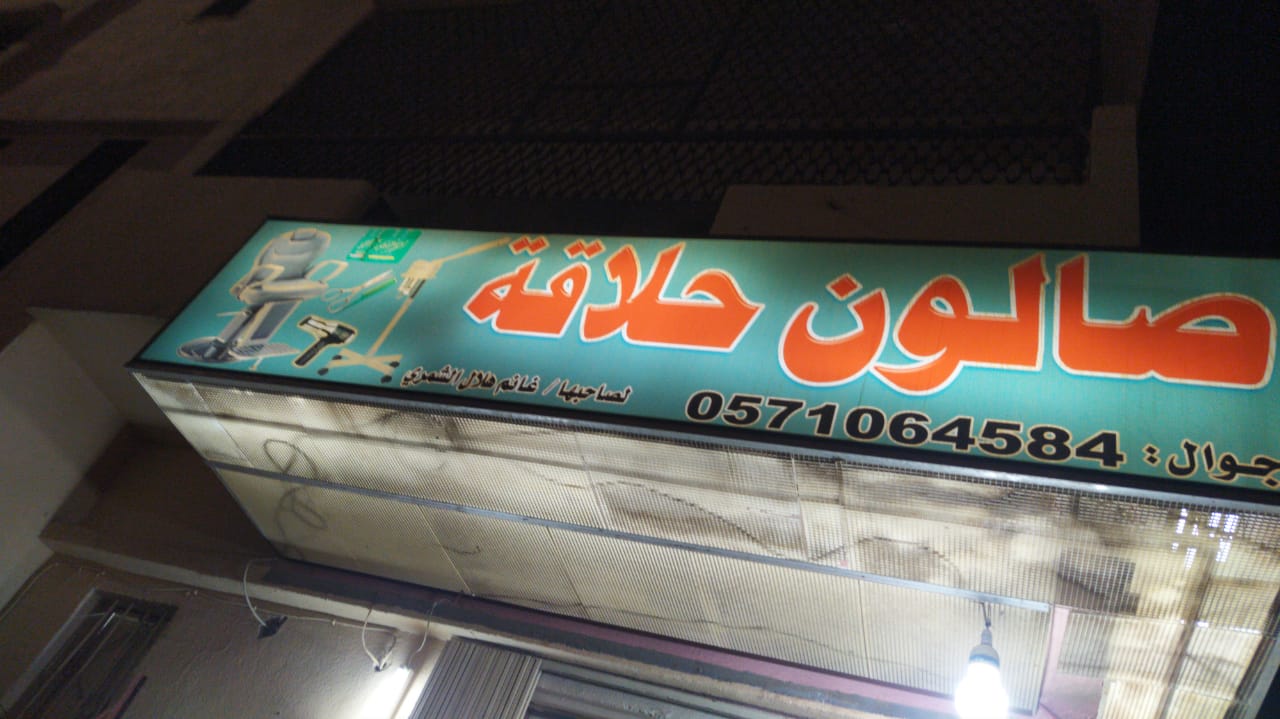 صالون حلاقة
جوال: 0571064584
لصاحبها / غانم هلال الشمري